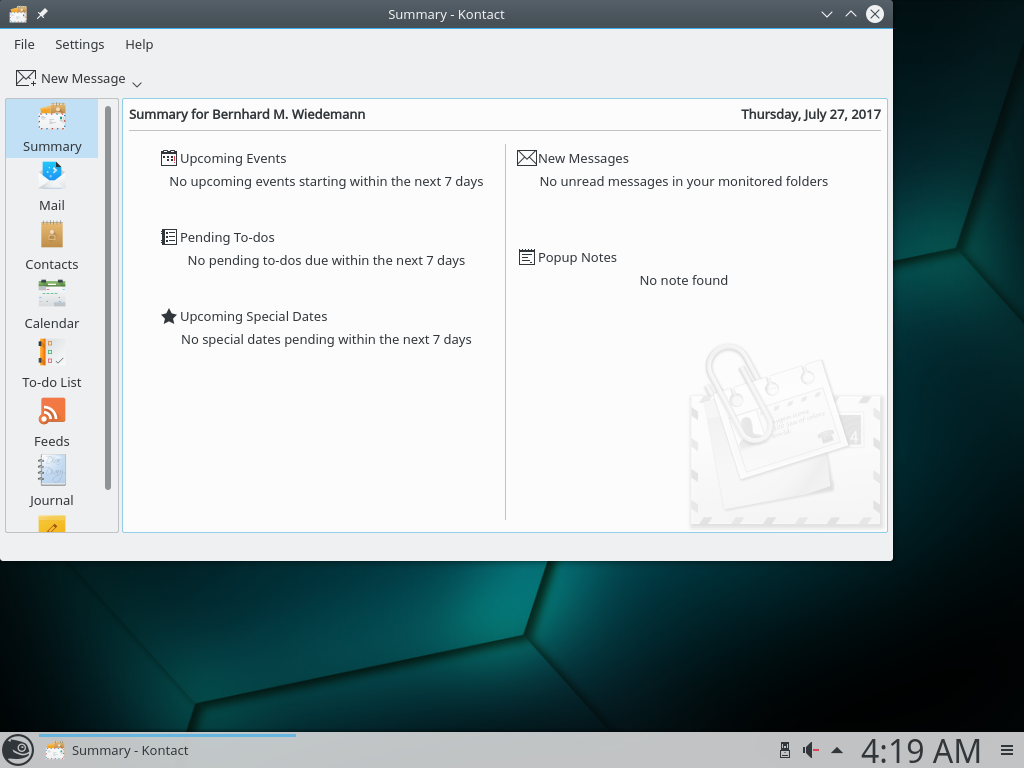 Summary - Kontact
File Settings Help
New Message
Summary
Mail
Contacts
Calendar
To-do List
Feeds
Journal
Summary for Bernhard M. Wiedemann Thursday, July 27, 2017
Upcoming Events
No upcoming events starting within the next 7 days
Pending To-dos
No pending to-dos due within the next 7 days
Upcoming Special Dates
No special dates pending within the next 7 days
New Messages
No unread messages in your monitored folders
Popup Notes
No note found
4
Summary - Kontact
4:19 AM